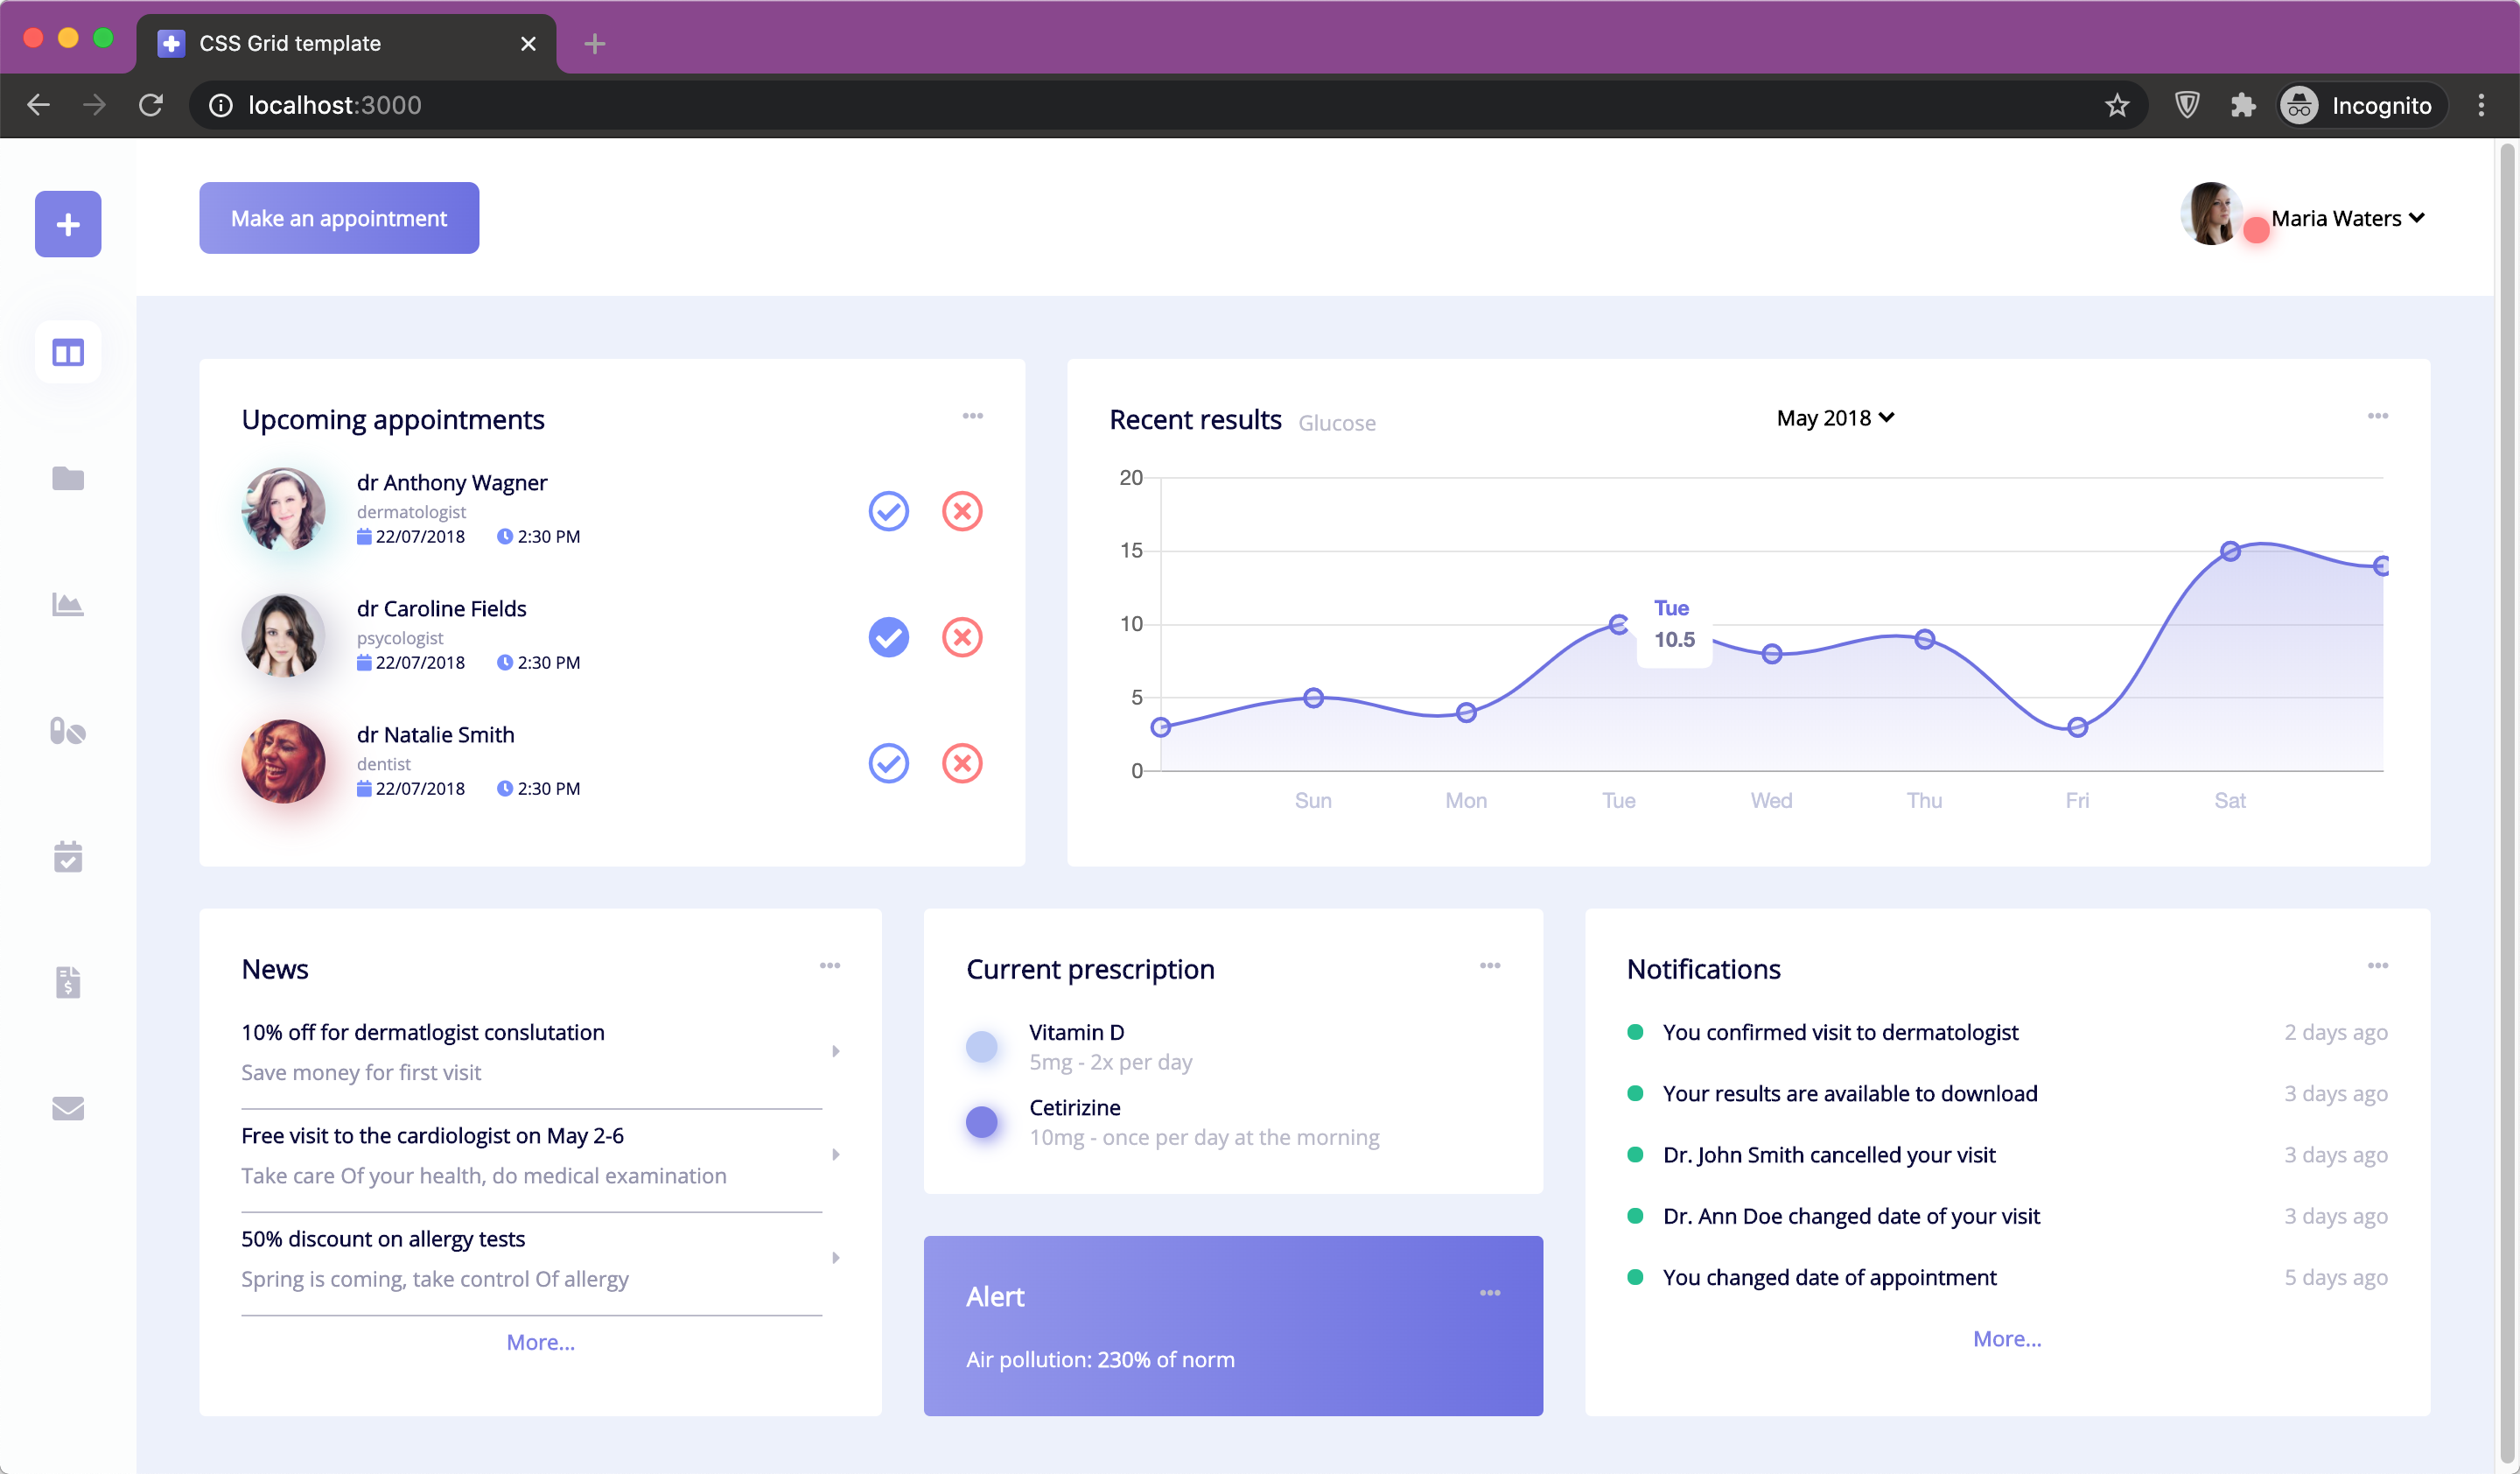 CSS Grid template
localhost:3000
Incognito
Make an appointment
Maria Waters
Upcoming appointments
dr Anthony Wagner
dermatologist
22/07/2018 2:30 PM
dr Caroline Fields
psycologist
22/07/2018 2:30 PM
dr Natalie Smith
dentist
22/07/2018 2:30 PM
Recent results Glucose
May 2018
20
15
10
5
0
Tue
10.5
Sun Mon Tue Wed Thu Fri Sat
News
10% off for dermatlogist conslutation
Save money for first visit
Free visit to the cardiologist on May 2-6
Take care Of your health, do medical examination
50% discount on allergy tests
Spring is coming, take control Of allergy
More...
Current prescription
Vitamin D
5mg - 2x per day
Cetirizine
10mg - once per day at the morning
Alert
Air pollution: 230% of norm
Notifications
You confirmed visit to dermatologist 2 days ago
Your results are available to download 3 days ago
Dr. John Smith cancelled your visit 3 days ago
Dr. Ann Doe changed date of your visit 3 days ago
You changed date of appointment 5 days ago
More...